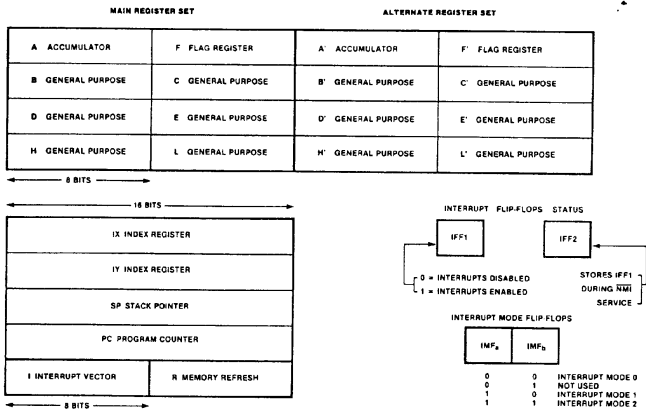 MAIN REGISTER SET
ALTERNATE REGISTER SET
A ACCUMULATOR
F FLAG REGISTER
A' ACCUMULATOR
F' FLAG REGISTER
B GENERAL PURPOSE
C GENERAL PURPOSE
B' GENERAL PURPOSE
C' GENERAL PURPOSE
D GENERAL PURPOSE
E GENERAL PURPOSE
D' GENERAL PURPOSE
E' GENERAL PURPOSE
H GENERAL PURPOSE
L GENERAL PURPOSE
H' GENERAL PURPOSE
L' GENERAL PURPOSE
8 BITS
16 BITS
IX INDEX REGISTER
IY INDEX REGISTER
SP STACK POINTER
PC PROGRAM COUNTER
I INTERRUPT VECTOR
R MEMORY REFRESH
8 BITS
INTERRUPT FLIP-FLOPS STATUS
IFF1
IFF2
0 = INTERRUPTS DISABLED
1 = INTERRUPTS ENABLED
STORES IFF1
DURING NMI
SERVICE
INTERRUPT MODE FLIP-FLOPS
IMFa
IMFb
0 0 INTERRUPT MODE 0
0 1 NOT USED
1 0 INTERRUPT MODE 1
1 1 INTERRUPT MODE 2